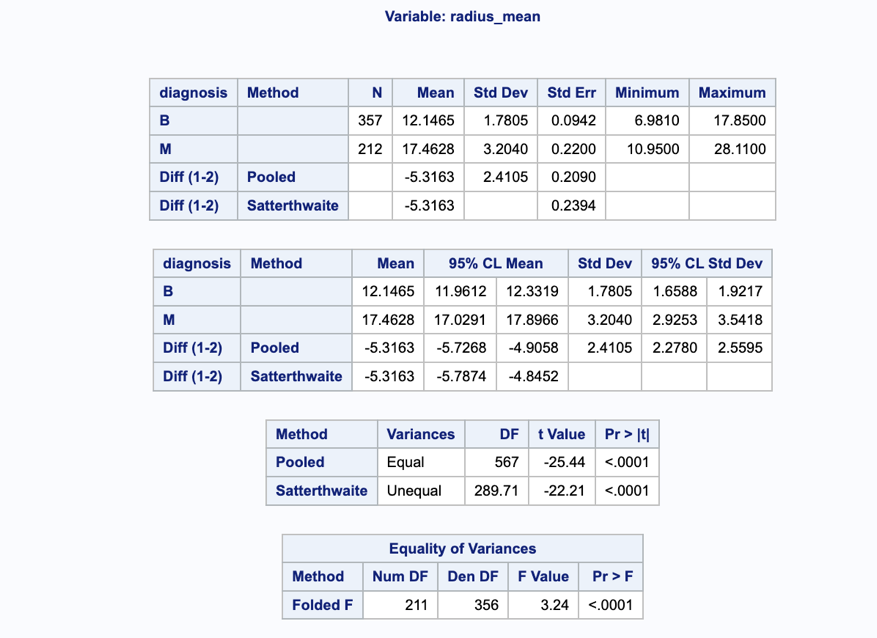 Variable: radius_mean
diagnosis Method N Mean Std Dev Std Err Minimum Maximum
B 357 12.1465 1.7805 0.0942 6.9810 17.8500
M 212 17.4628 3.2040 0.2200 10.9500 28.1100
Diff (1-2) Pooled -5.3163 2.4105 0.2090
Diff (1-2) Satterthwaite -5.3163 0.2394
diagnosis Method Mean 95% CL Mean Std Dev 95% CL Std Dev
B 12.1465 11.9612 12.3319 1.7805 1.6588 1.9217
M 17.4628 17.0291 17.8966 3.2040 2.9253 3.5418
Diff (1-2) Pooled -5.3163 -5.7268 -4.9058 2.4105 2.2780 2.5595
Diff (1-2) Satterthwaite -5.3163 -5.7874 -4.8452
Method Variances DF t Value Pr > |t|
Pooled Equal 567 -25.44 <.0001
Satterthwaite Unequal 289.71 -22.21 <.0001
Equality of Variances
Method Num DF Den DF F Value Pr > F
Folded F 211 356 3.24 <.0001